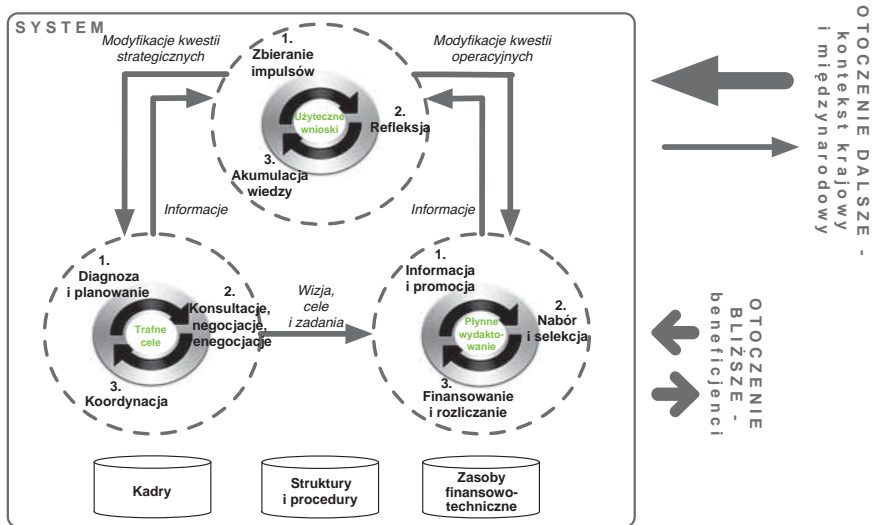 SYSTEM
Modyfikacje kwestii
strategicznych
1.
Zbieranie
impulsów
Modyfikacje kwestii
operacyjnych
Użyteczne
wnioski
2.
Refleksja
3.
Akumulacja
wiedzy
Informacje
Informacje
1.
Diagnoza
i planowanie
2.
Konsultacje,
negocjacje,
renegocjacje
Trafne
cele
3.
Koordynacja
Wizja,
cele
i zadania
1.
Informacja
i promocja
2.
Nabór
i selekcja
Płynne
wydakto-
wanie
3.
Finansowanie
i rozliczanie
Kadry
Struktury
i procedury
Zasoby
finansowo-
techniczne
OTOCZENIE DALSZE -
kontekst krajowy
i międzynarodowy
OTOCZENIE
BLIŻSZE -
beneficjenci